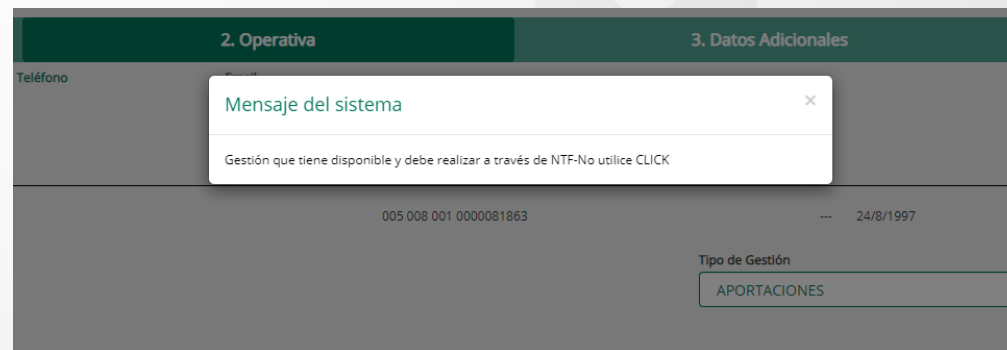 2. Operativa
3. Datos Adicionales
Teléfono
Email
Mensaje del sistema
×
Gestión que tiene disponible y debe realizar a través de NTF-No utilice CLICK
005 008 001 0000081863
---
24/8/1997
Tipo de Gestión
APORTACIONES